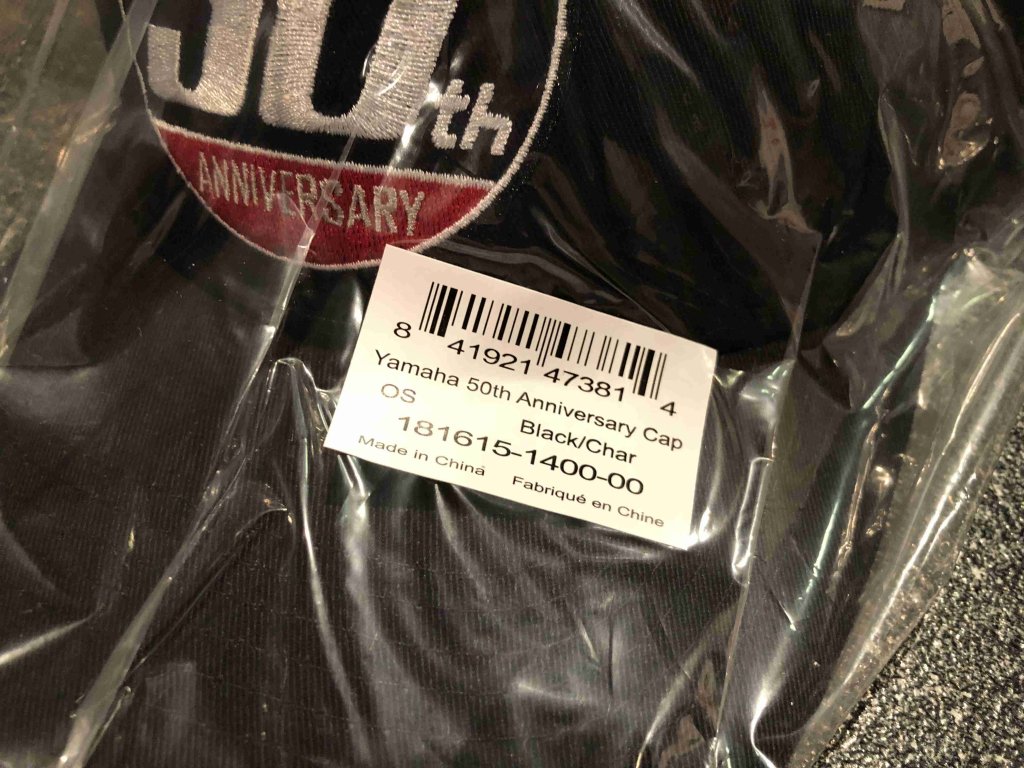 50th
ANNIVERSARY
8 41921 47381 4
Yamaha 50th Anniversary Cap
OS Black/Char
181615-1400-00
Made in China Fabriqué en Chine